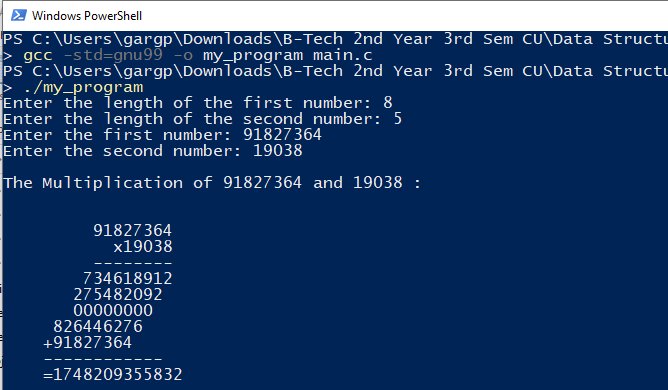 Windows PowerShell
PS C:\Users\gargp\Downloads\B-Tech 2nd Year 3rd Sem CU\Data Structu
> gcc -std=gnu99 -o my_program main.c
PS C:\Users\gargp\Downloads\B-Tech 2nd Year 3rd Sem CU\Data Structu
> ./my_program
Enter the length of the first number: 8
Enter the length of the second number: 5
Enter the first number: 91827364
Enter the second number: 19038

The Multiplication of 91827364 and 19038 :

         91827364
           x19038
         --------
        734618912
       275482092
       00000000
     826446276
    +91827364
    ------------
    =1748209355832